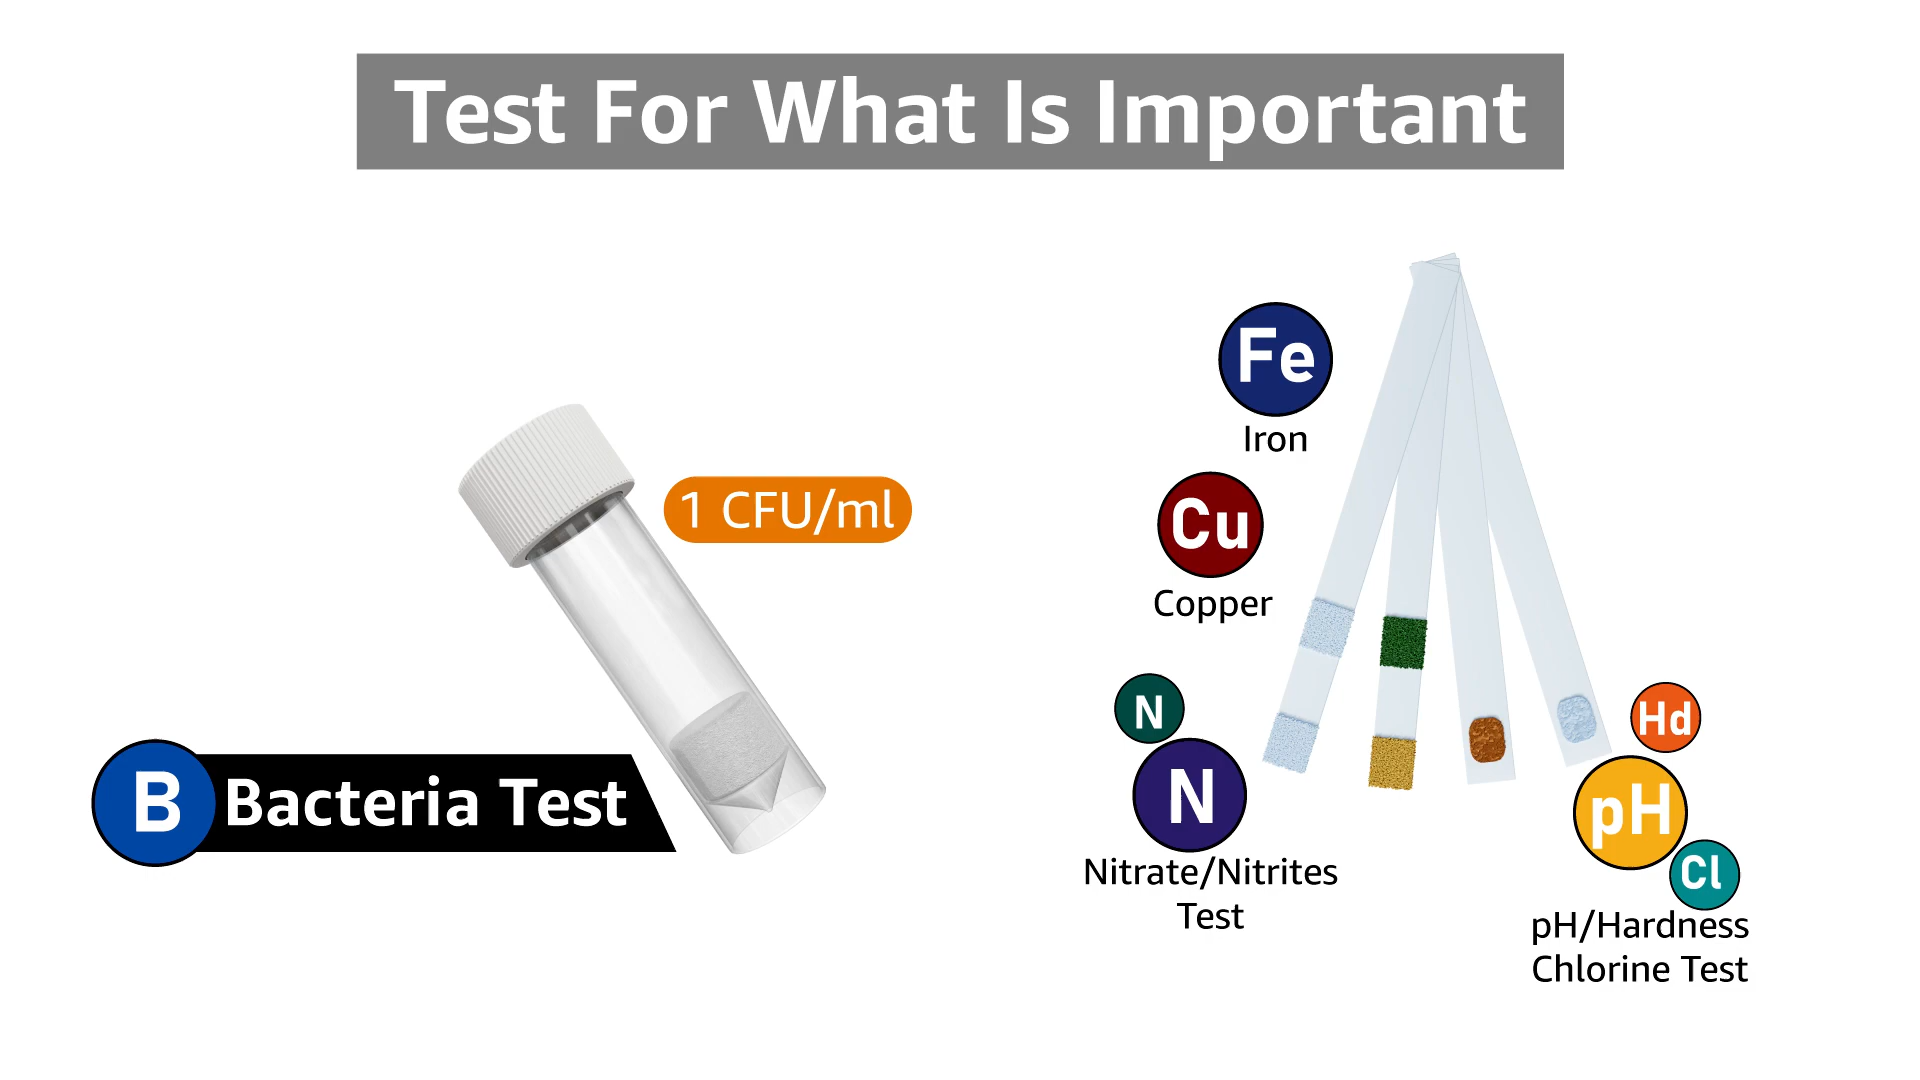 Test For What Is Important
1 CFU/ml
B
Bacteria Test
Fe
Iron
Cu
Copper
N
N
Nitrate/Nitrites
Test
Hd
pH
Cl
pH/Hardness
Chlorine Test